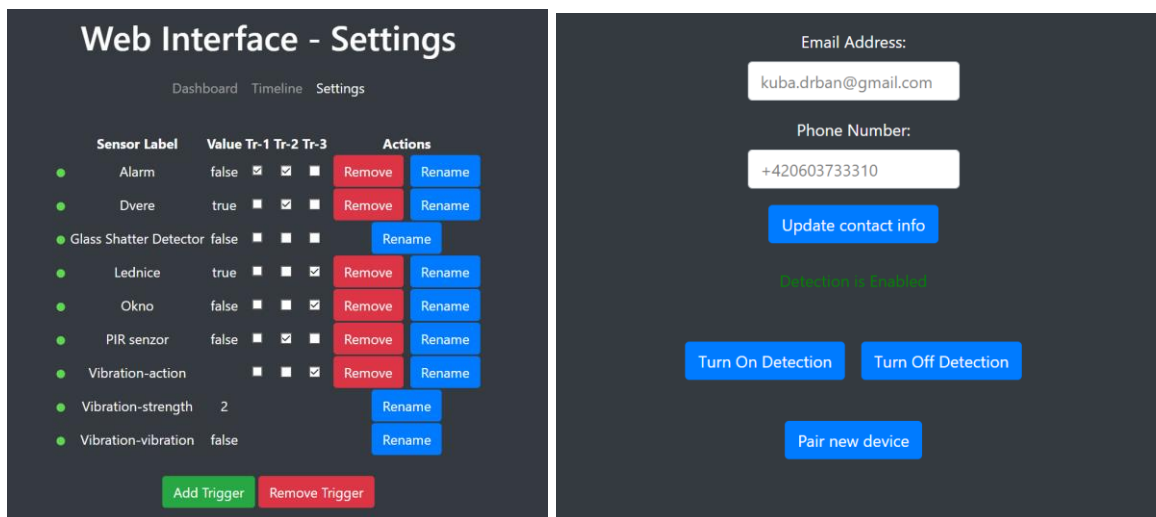 Web Interface - Settings
Dashboard Timeline Settings
Sensor Label Value Tr-1 Tr-2 Tr-3 Actions
Alarm false Remove Rename
Dvere true Remove Rename
Glass Shatter Detector false Rename
Lednice true Remove Rename
Okno false Remove Rename
PIR senzor false Remove Rename
Vibration-action Remove Rename
Vibration-strength 2 Rename
Vibration-vibration false Rename
Add Trigger Remove Trigger
Email Address:
kuba.drban@gmail.com
Phone Number:
+420603733310
Update contact info
Detection is Enabled
Turn On Detection Turn Off Detection
Pair new device